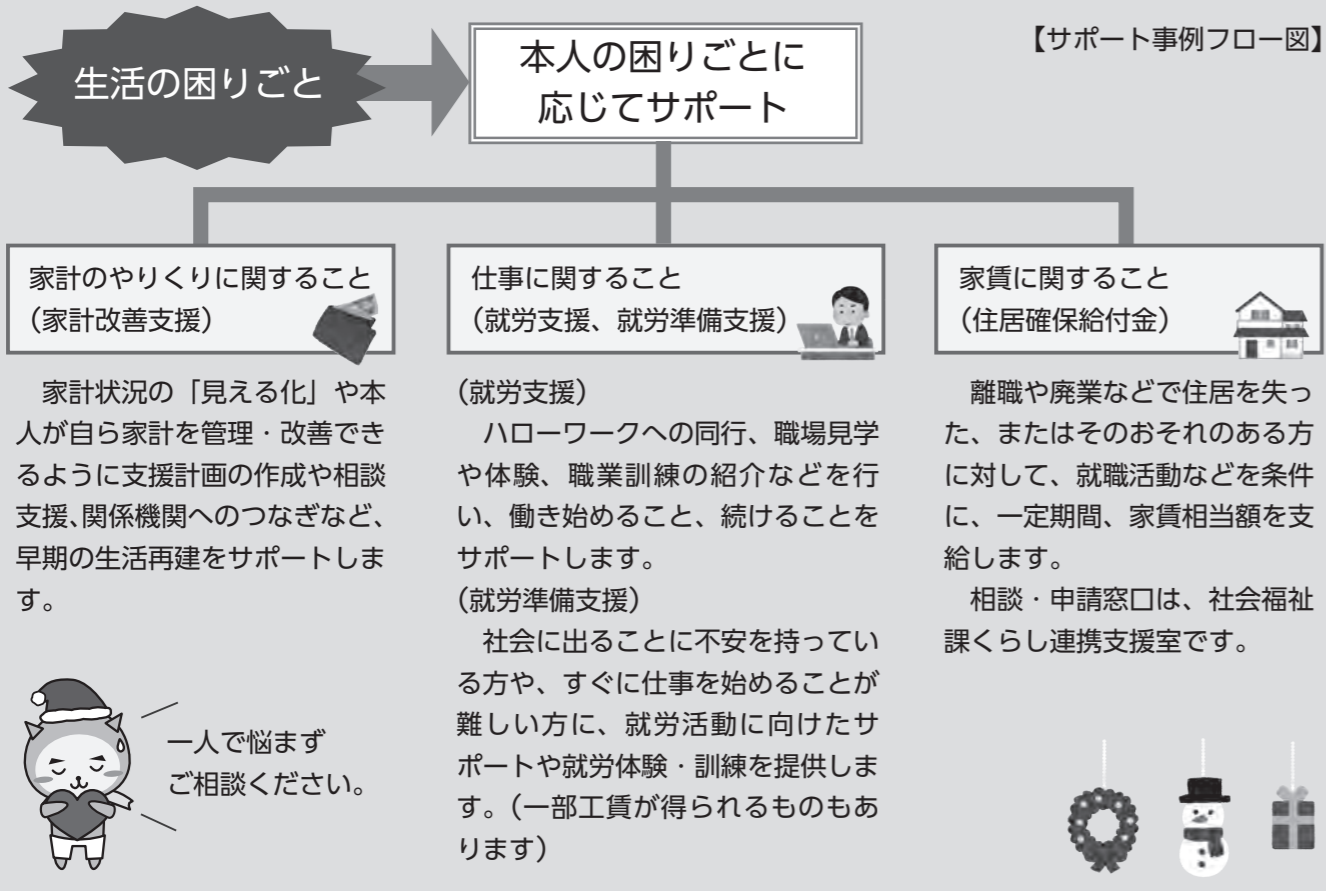 【サポート事例フロー図】
生活の困りごと
本人の困りごとに
応じてサポート
家計のやりくりに関すること
(家計改善支援)
家計状況の「見える化」や本
人が自ら家計を管理・改善でき
るように支援計画の作成や相談
支援、関係機関へのつなぎなど、
早期の生活再建をサポートしま
す。
一人で悩まず
ご相談ください。
仕事に関すること
(就労支援、就労準備支援)
(就労支援)
ハローワークへの同行、職場見学
や体験、職業訓練の紹介などを行
い、働き始めること、続けることを
サポートします。
(就労準備支援)
社会に出ることに不安を持ってい
る方や、すぐに仕事を始めることが
難しい方に、就労活動に向けたサ
ポートや就労体験・訓練を提供しま
す。(一部工賃が得られるものもあ
ります)
家賃に関すること
(住居確保給付金)
離職や廃業などで住居を失っ
た、またはそのおそれのある方
に対して、就職活動などを条件
に、一定期間、家賃相当額を支
給します。
相談・申請窓口は、社会福祉
課くらし連携支援室です。